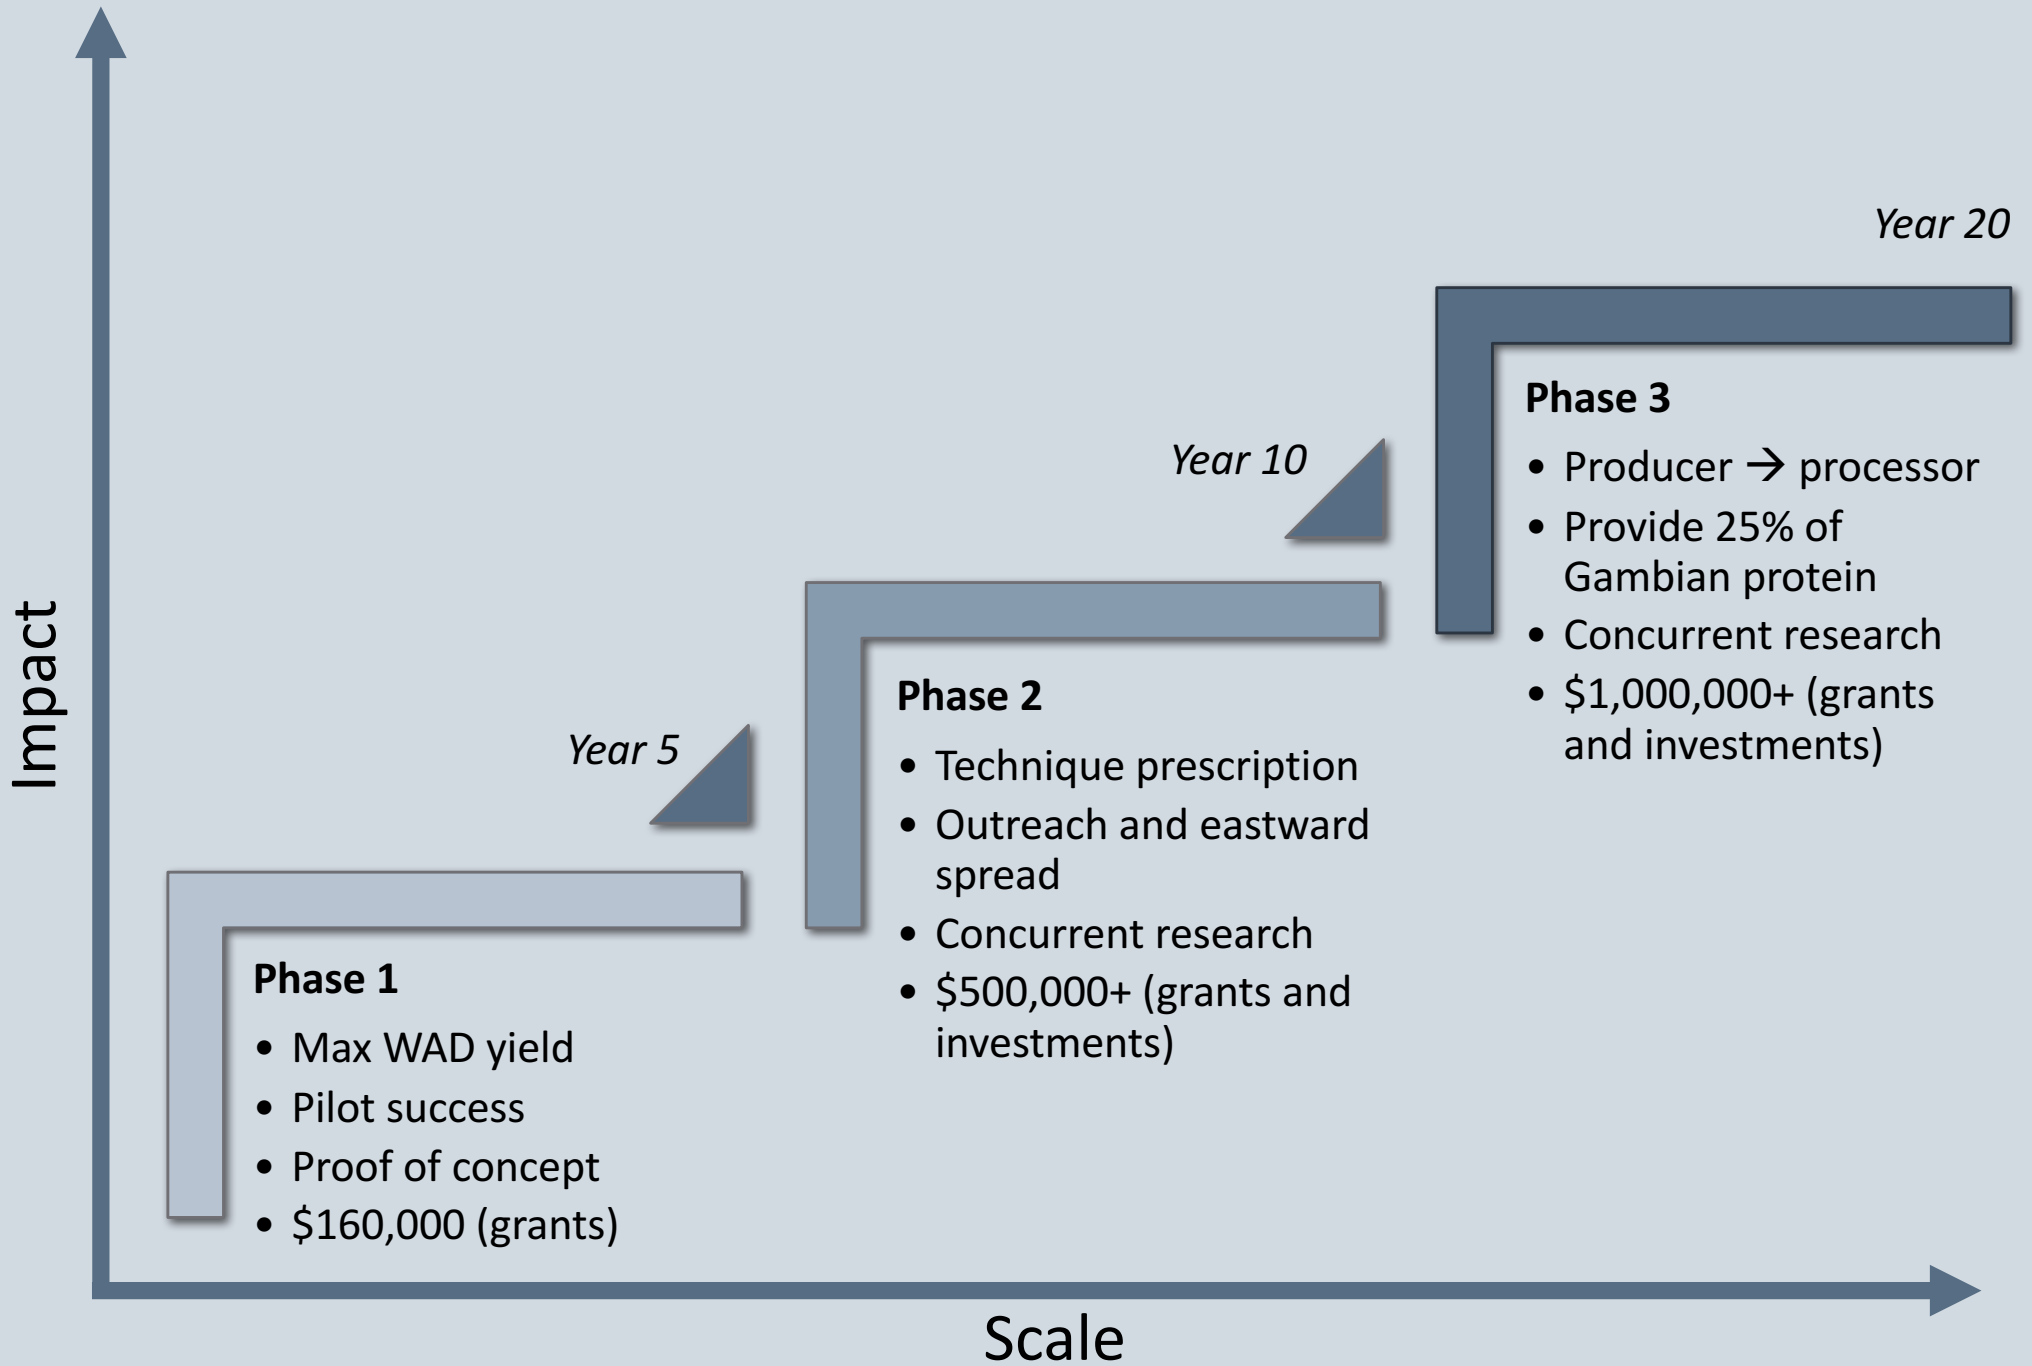 Impact
Phase 1
• Max WAD yield
• Pilot success
• Proof of concept
• $160,000 (grants)
Year 5
Phase 2
• Technique prescription
• Outreach and eastward
spread
• Concurrent research
• $500,000+ (grants and
investments)
Year 10
Phase 3
• Producer → processor
• Provide 25% of
Gambian protein
• Concurrent research
• $1,000,000+ (grants
and investments)
Year 20
Scale